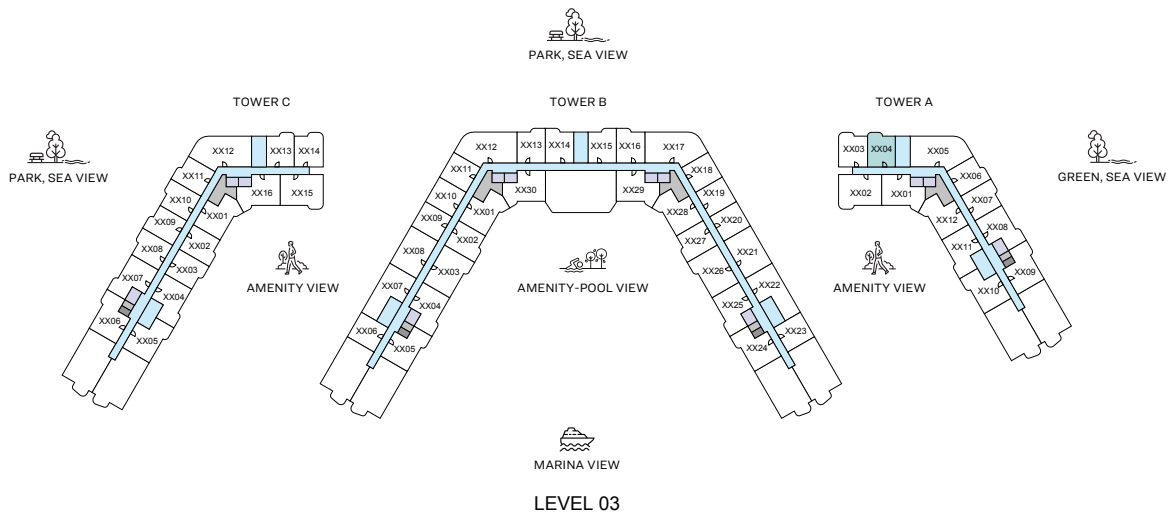 PARK, SEA VIEW
TOWER C
TOWER B
TOWER A
PARK, SEA VIEW
GREEN, SEA VIEW
XX12
XX13
XX14
XX11
XX10
XX09
XX08
XX07
XX06
XX01
XX16
XX15
XX02
XX03
XX04
XX05
AMENITY VIEW
XX12
XX13
XX14
XX15
XX16
XX17
XX11
XX10
XX09
XX08
XX07
XX06
XX01
XX30
XX02
XX03
XX04
XX05
XX29
XX28
XX18
XX19
XX20
XX27
XX26
XX21
XX25
XX22
XX24
XX23
AMENITY-POOL VIEW
XX03
XX04
XX05
XX02
XX01
XX06
XX07
XX12
XX08
XX11
XX09
XX10
AMENITY VIEW
MARINA VIEW
LEVEL 03